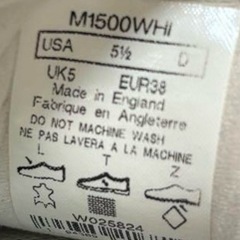 M1500WHI
USA 5½ D
UK5 EUR38
Made in England
Fabrique en Angleterre
DO NOT MACHINE WASH
NE PAS LAVERA A LA MACHINE
L T Z
W025824